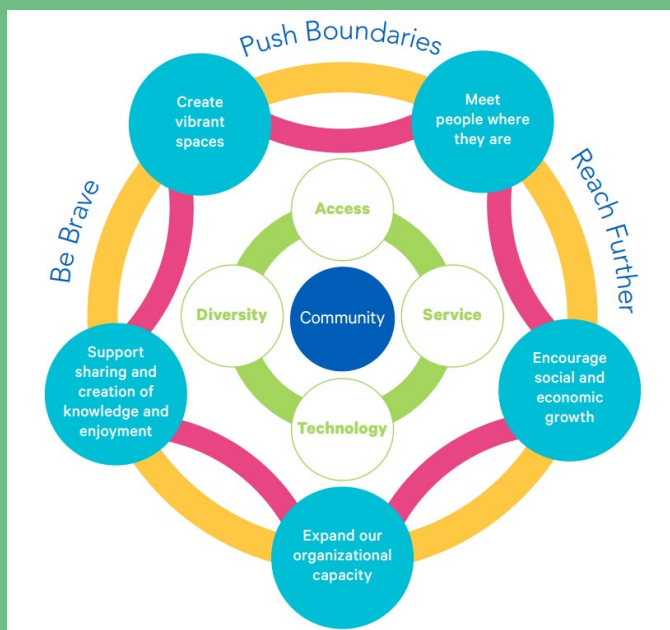 Push Boundaries
Create
vibrant
spaces
Meet
people where
they are
Be Brave
Reach Further
Access
Diversity
Community
Service
Technology
Support
sharing and
creation of
knowledge and
enjoyment
Encourage
social and
economic
growth
Expand our
organizational
capacity